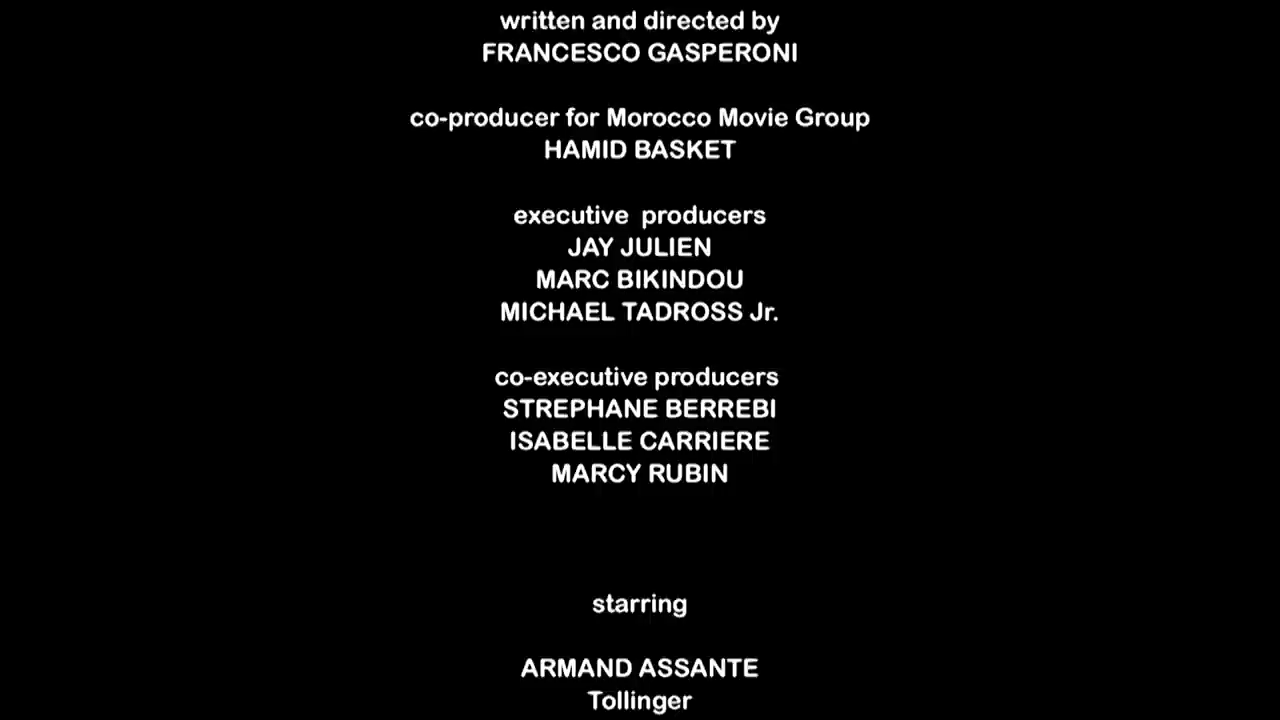 written and directed by
FRANCESCO GASPERONI
co-producer for Morocco Movie Group
HAMID BASKET
executive producers
JAY JULIEN
MARC BIKINDOU
MICHAEL TADROSS Jr.
co-executive producers
STREPHANE BERREBI
ISABELLE CARRIERE
MARCY RUBIN
starring
ARMAND ASSANTE
Tollinger